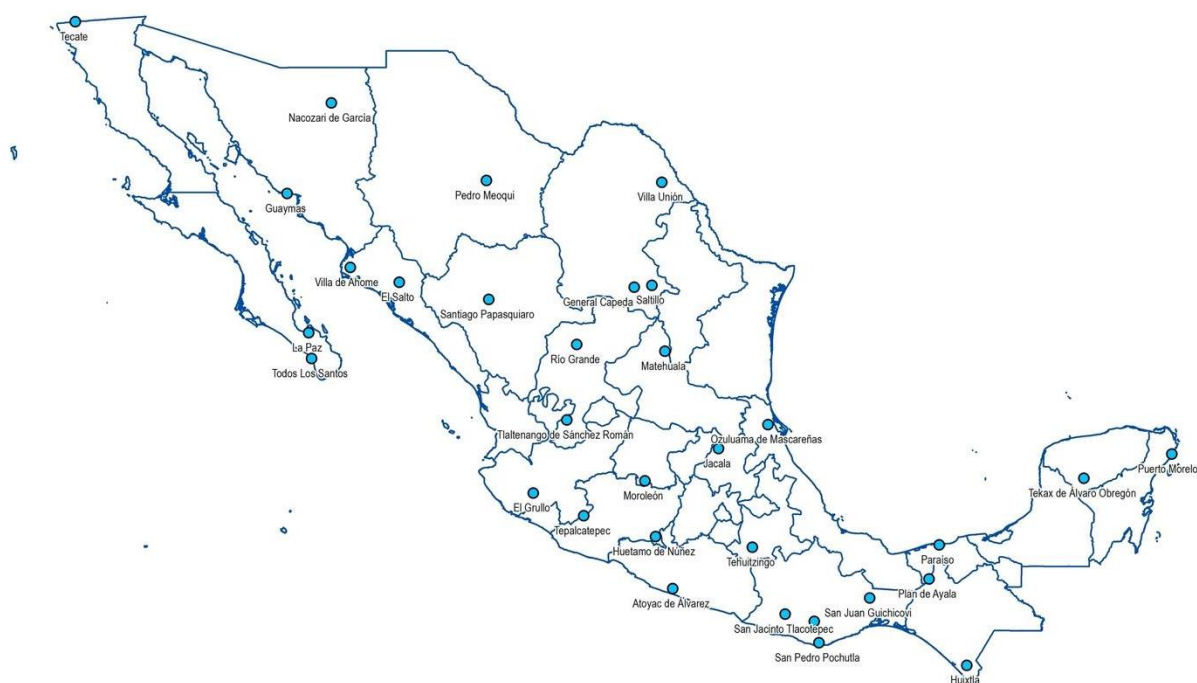 Tecate
Nacozari de García
Pedro Meoqui
Villa Unión
Guaymas
Villa de Ahome
El Salto
Santiago Papasquiaro
General Capeda
Saltillo
La Paz
Todos Los Santos
Río Grande
Matehuala
Tlaltenango de Sánchez Román
Ozuluama de Mascareñas
Jacala
Puerto Morelo
Tekax de Álvaro Obregón
Moroleón
El Grullo
Tepalcatepec
Huetamo de Núñez
Tehuitzingo
Paraíso
Plan de Ayala
Atoyac de Álvarez
San Juan Guichicovi
San Jacinto Tlacotepec
San Pedro Pochutla
Huixtla